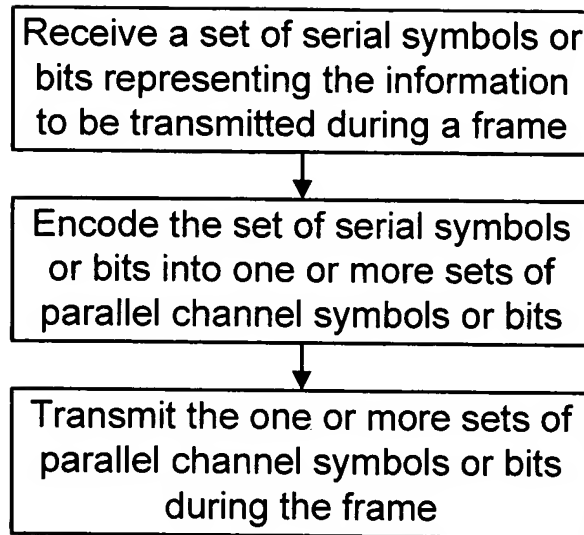 Receive a set of serial symbols or
bits representing the information
to be transmitted during a frame
Encode the set of serial symbols
or bits into one or more sets of
parallel channel symbols or bits
Transmit the one or more sets of
parallel channel symbols or bits
during the frame